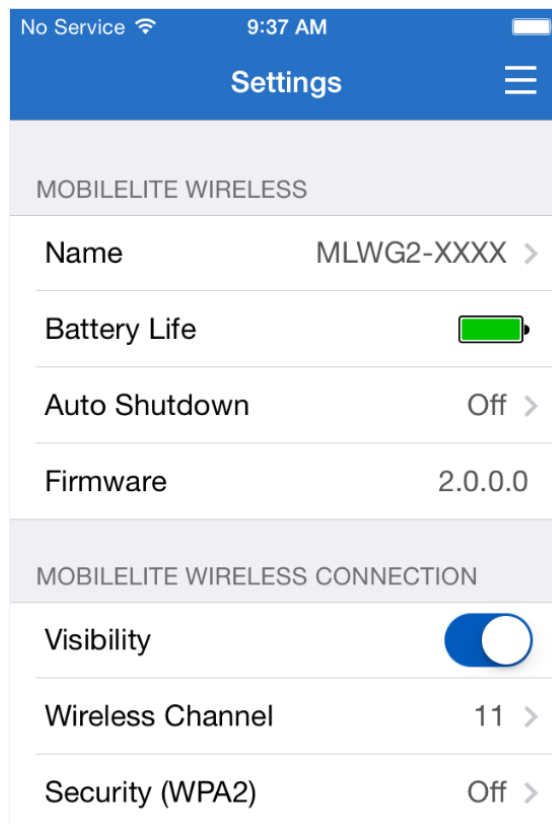 No Service 9:37 AM
Settings
MOBILELITE WIRELESS
Name MLWG2-XXXX
Battery Life
Auto Shutdown Off
Firmware 2.0.0.0
MOBILELITE WIRELESS CONNECTION
Visibility
Wireless Channel 11
Security (WPA2) Off